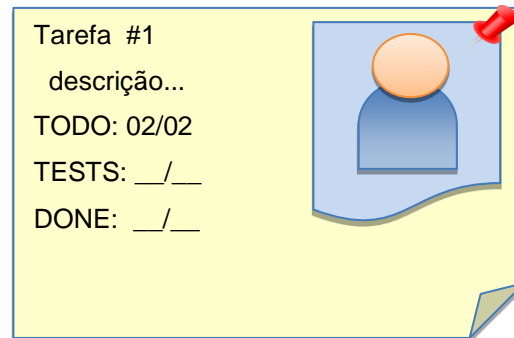 Tarefa #1
descrição...
TODO: 02/02
TESTS: __/__
DONE: __/__